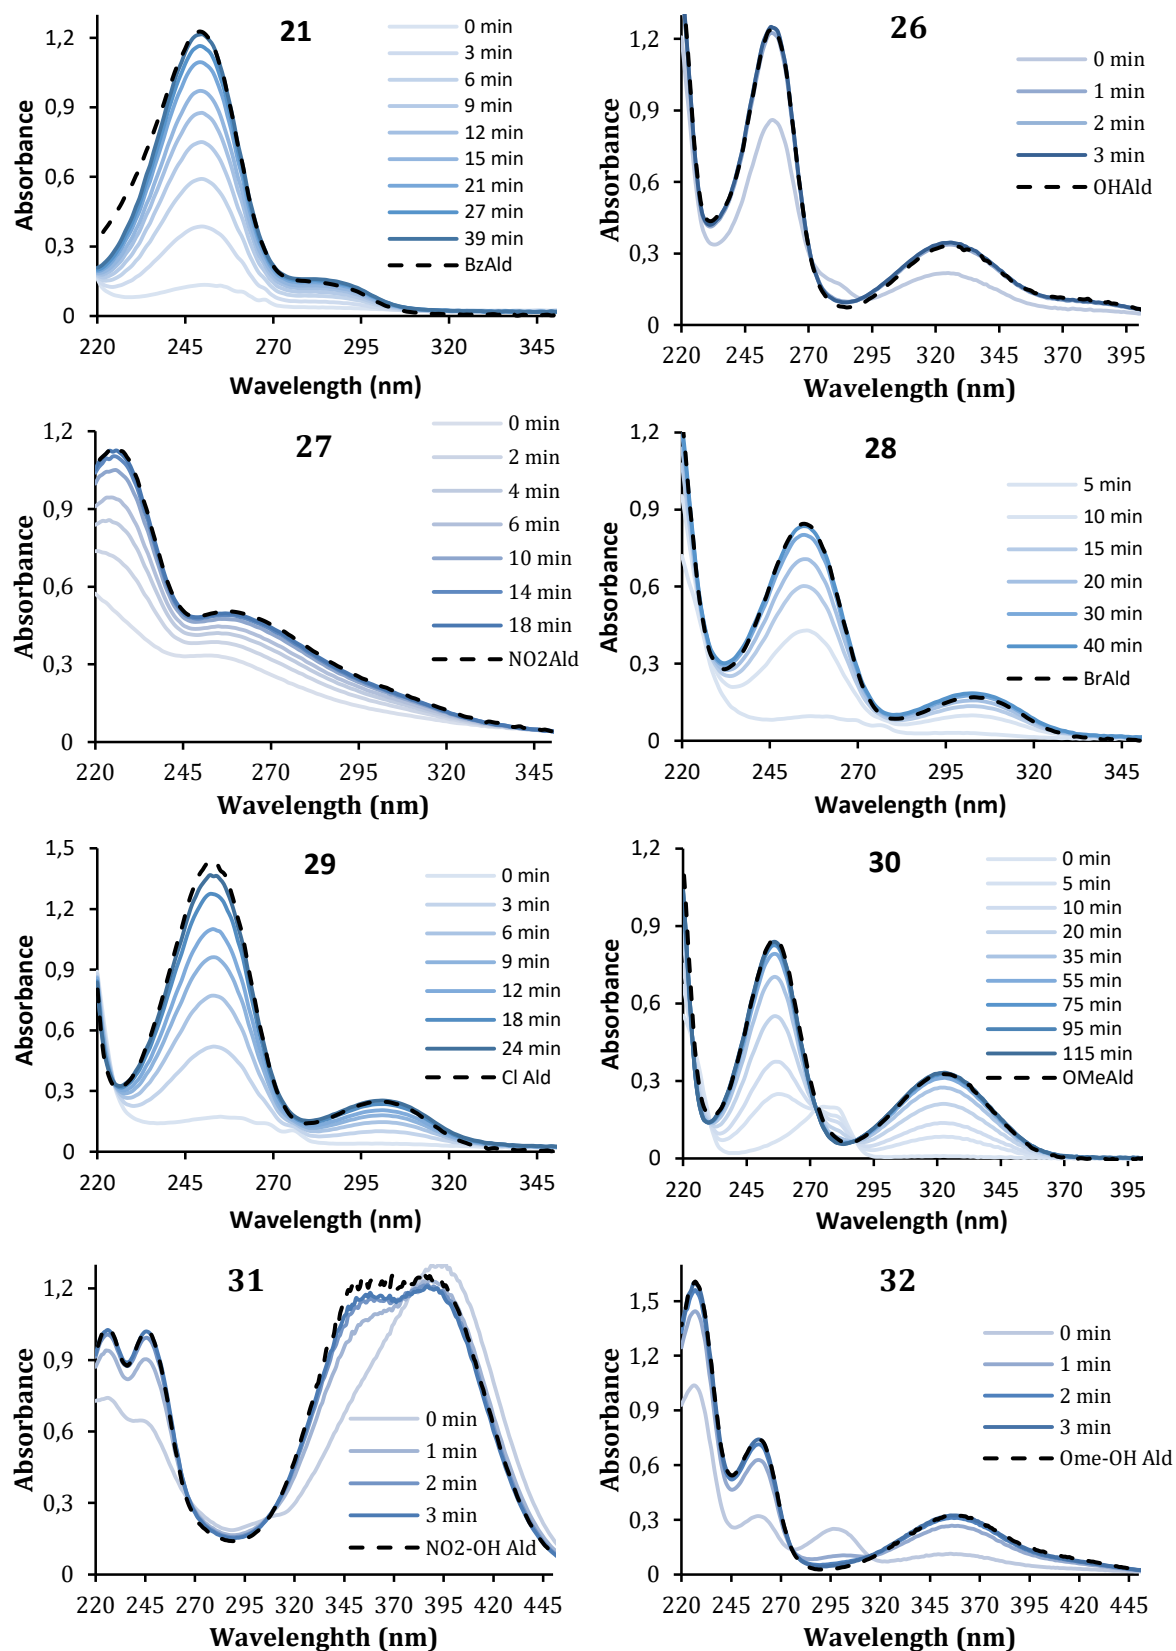 21
1,2
0,9
0,6
0,3
0
220 245 270 295 320 345
Absorbance
Wavelength (nm)
0 min
3 min
6 min
9 min
12 min
15 min
21 min
27 min
39 min
BzAld
26
1,2
0,9
0,6
0,3
0
220 245 270 295 320 345 370 395
Absorbance
Wavelength (nm)
0 min
1 min
2 min
3 min
OHAld
27
1,2
0,9
0,6
0,3
0
220 245 270 295 320 345
Absorbance
Wavelength (nm)
0 min
2 min
4 min
6 min
10 min
14 min
18 min
NO2Ald
28
1,2
0,9
0,6
0,3
0
220 245 270 295 320 345
Absorbance
Wavelength (nm)
5 min
10 min
15 min
20 min
30 min
40 min
BrAld
29
1,5
1,2
0,9
0,6
0,3
0
220 245 270 295 320 345
Absorbance
Wavelength (nm)
0 min
3 min
6 min
9 min
12 min
18 min
24 min
Cl Ald
30
1,2
0,9
0,6
0,3
0
220 245 270 295 320 345 370 395
Absorbance
Wavelength (nm)
0 min
5 min
10 min
20 min
35 min
55 min
75 min
95 min
115 min
OMeAld
31
1,2
0,9
0,6
0,3
0
220 245 270 295 320 345 370 395 420 445
Absorbance
Wavelenghth (nm)
0 min
1 min
2 min
3 min
NO2-OH Ald
32
1,5
1,2
0,9
0,6
0,3
0
220 245 270 295 320 345 370 395 420 445
Absorbance
Wavelength (nm)
0 min
1 min
2 min
3 min
Ome-OH Ald